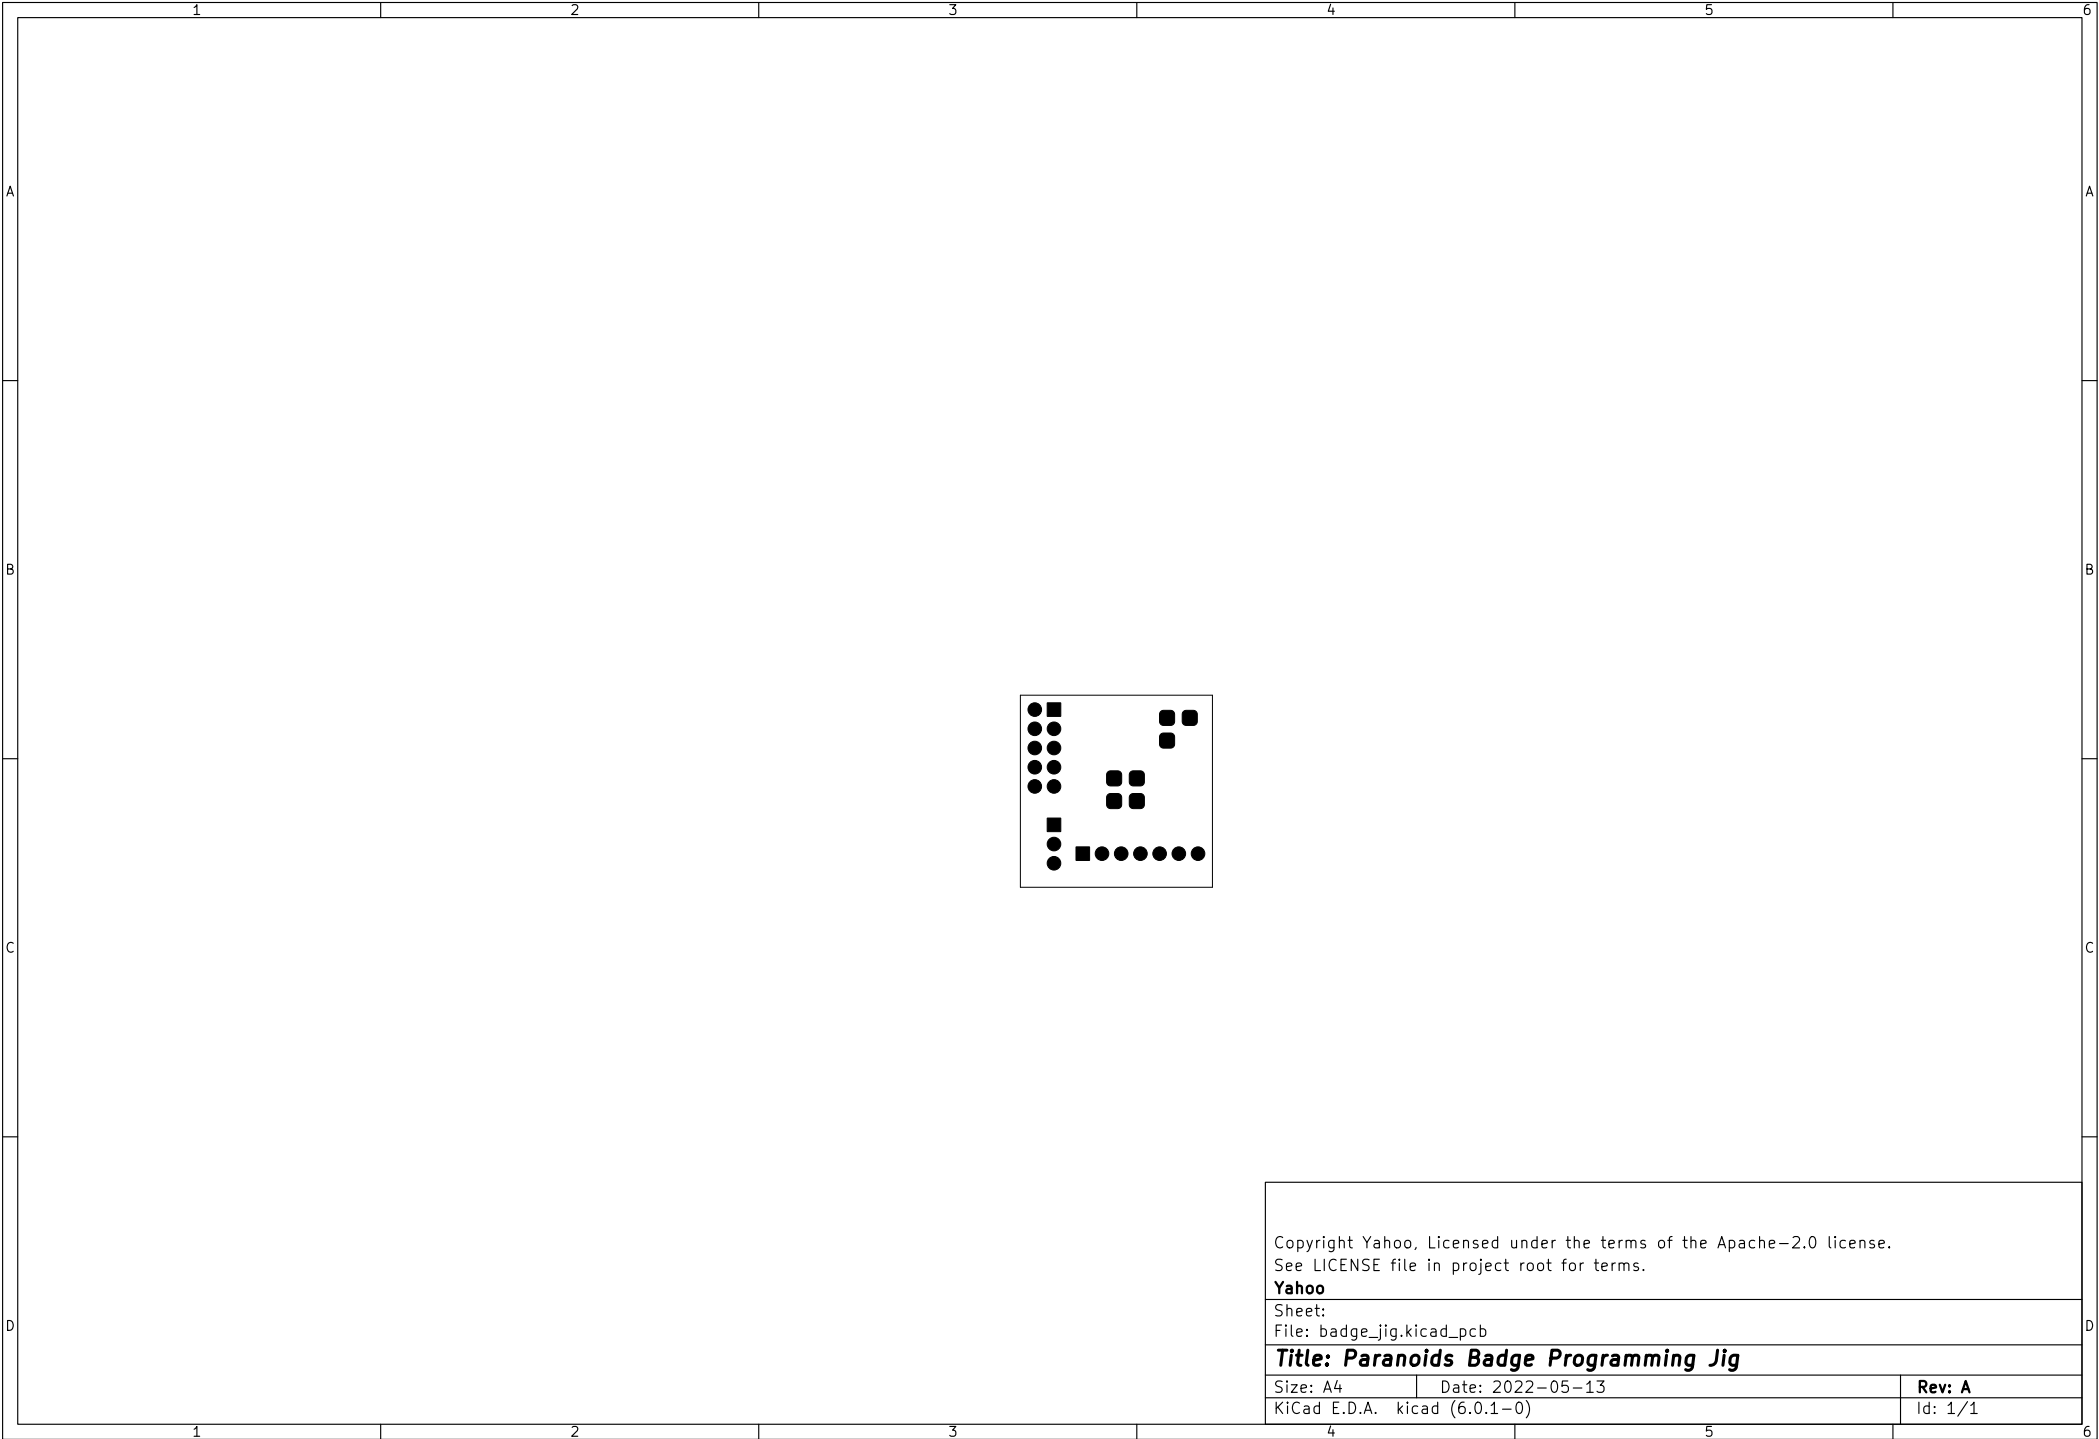 1 2 3 4 5 6
A A
B B
C C
Copyright Yahoo, Licensed under the terms of the Apache-2.0 license.
See LICENSE file in project root for terms.
Yahoo
Sheet:
D D
File: badge_jig.kicad_pcb
Title: Paranoids Badge Programming Jig
Size: A4 Date: 2022-05-13 Rev: A
KiCad E.D.A. kicad (6.0.1-0) Id: 1/1
1 2 3 4 5 6